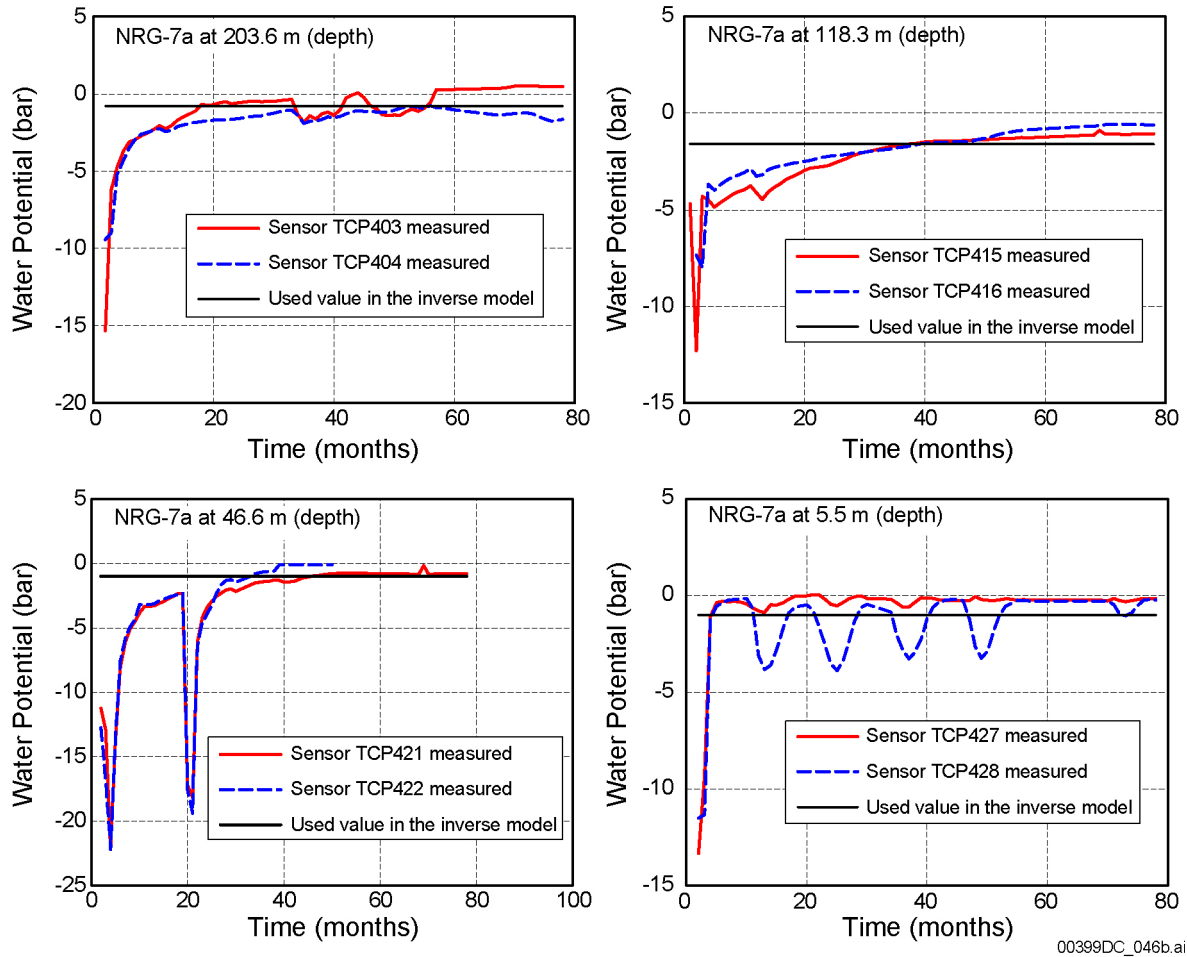 NRG-7a at 203.6 m (depth)
Water Potential (bar)
5
0
-5
-10
-15
-20
Sensor TCP403 measured
Sensor TCP404 measured
Used value in the inverse model
0
20
40
60
80
Time (months)
NRG-7a at 118.3 m (depth)
Water Potential (bar)
5
0
-5
-10
-15
Sensor TCP415 measured
Sensor TCP416 measured
Used value in the inverse model
0
20
40
60
80
Time (months)
NRG-7a at 46.6 m (depth)
Water Potential (bar)
5
0
-5
-10
-15
-20
-25
Sensor TCP421 measured
Sensor TCP422 measured
Used value in the inverse model
0
20
40
60
80
100
Time (months)
NRG-7a at 5.5 m (depth)
Water Potential (bar)
5
0
-5
-10
-15
Sensor TCP427 measured
Sensor TCP428 measured
Used value in the inverse model
0
20
40
60
80
Time (months)
00399DC_046b.ai